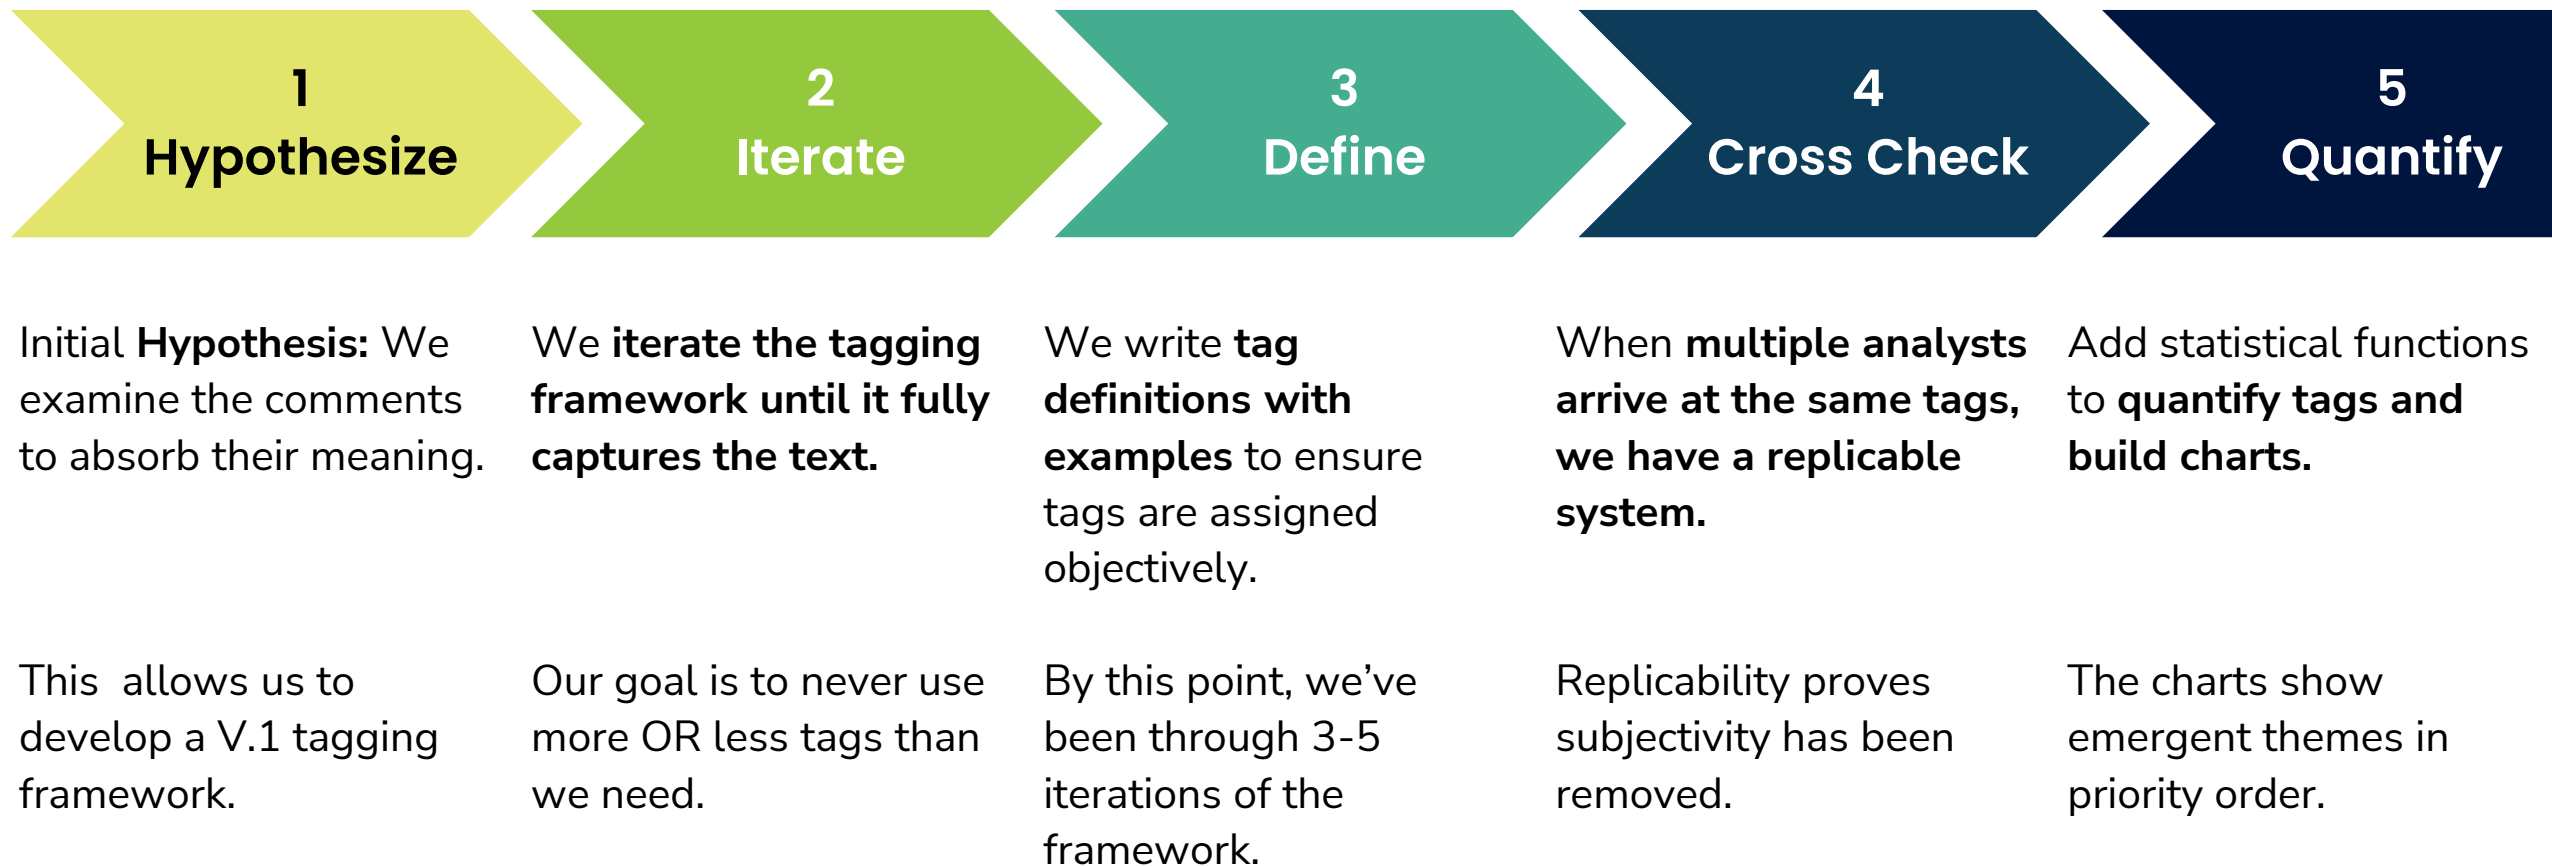 1
Hypothesize
2
Iterate
3
Define
4
Cross Check
5
Quantify
Initial Hypothesis: We
examine the comments
to absorb their meaning.
This  allows us to
develop a V.1 tagging
framework.
We iterate the tagging
framework until it fully
captures the text.
Our goal is to never use
more OR less tags than
we need.
We write tag
definitions with
examples to ensure
tags are assigned
objectively.
By this point, we’ve
been through 3-5
iterations of the
framework.
When multiple analysts
arrive at the same tags,
we have a replicable
system.
Replicability proves
subjectivity has been
removed.
Add statistical functions
to quantify tags and
build charts.
The charts show
emergent themes in
priority order.